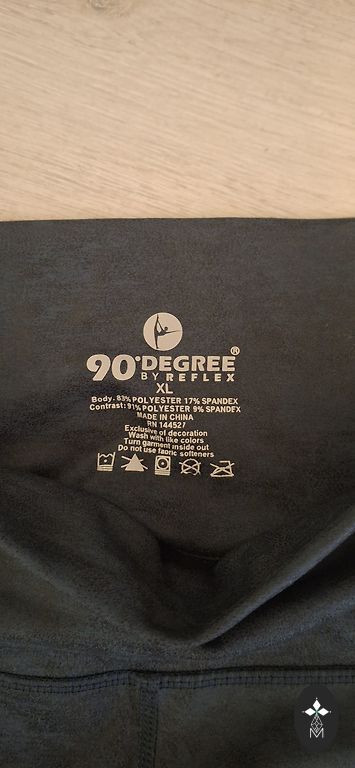 90°DEGREE®
BY REFLEX
XL
Body: 83% POLYESTER 17% SPANDEX
Contrast: 91% POLYESTER 9% SPANDEX
MADE IN CHINA
RN 144527
Exclusive of decoration
Wash with like colors
Turn garment inside out
Do not use fabric softeners
M